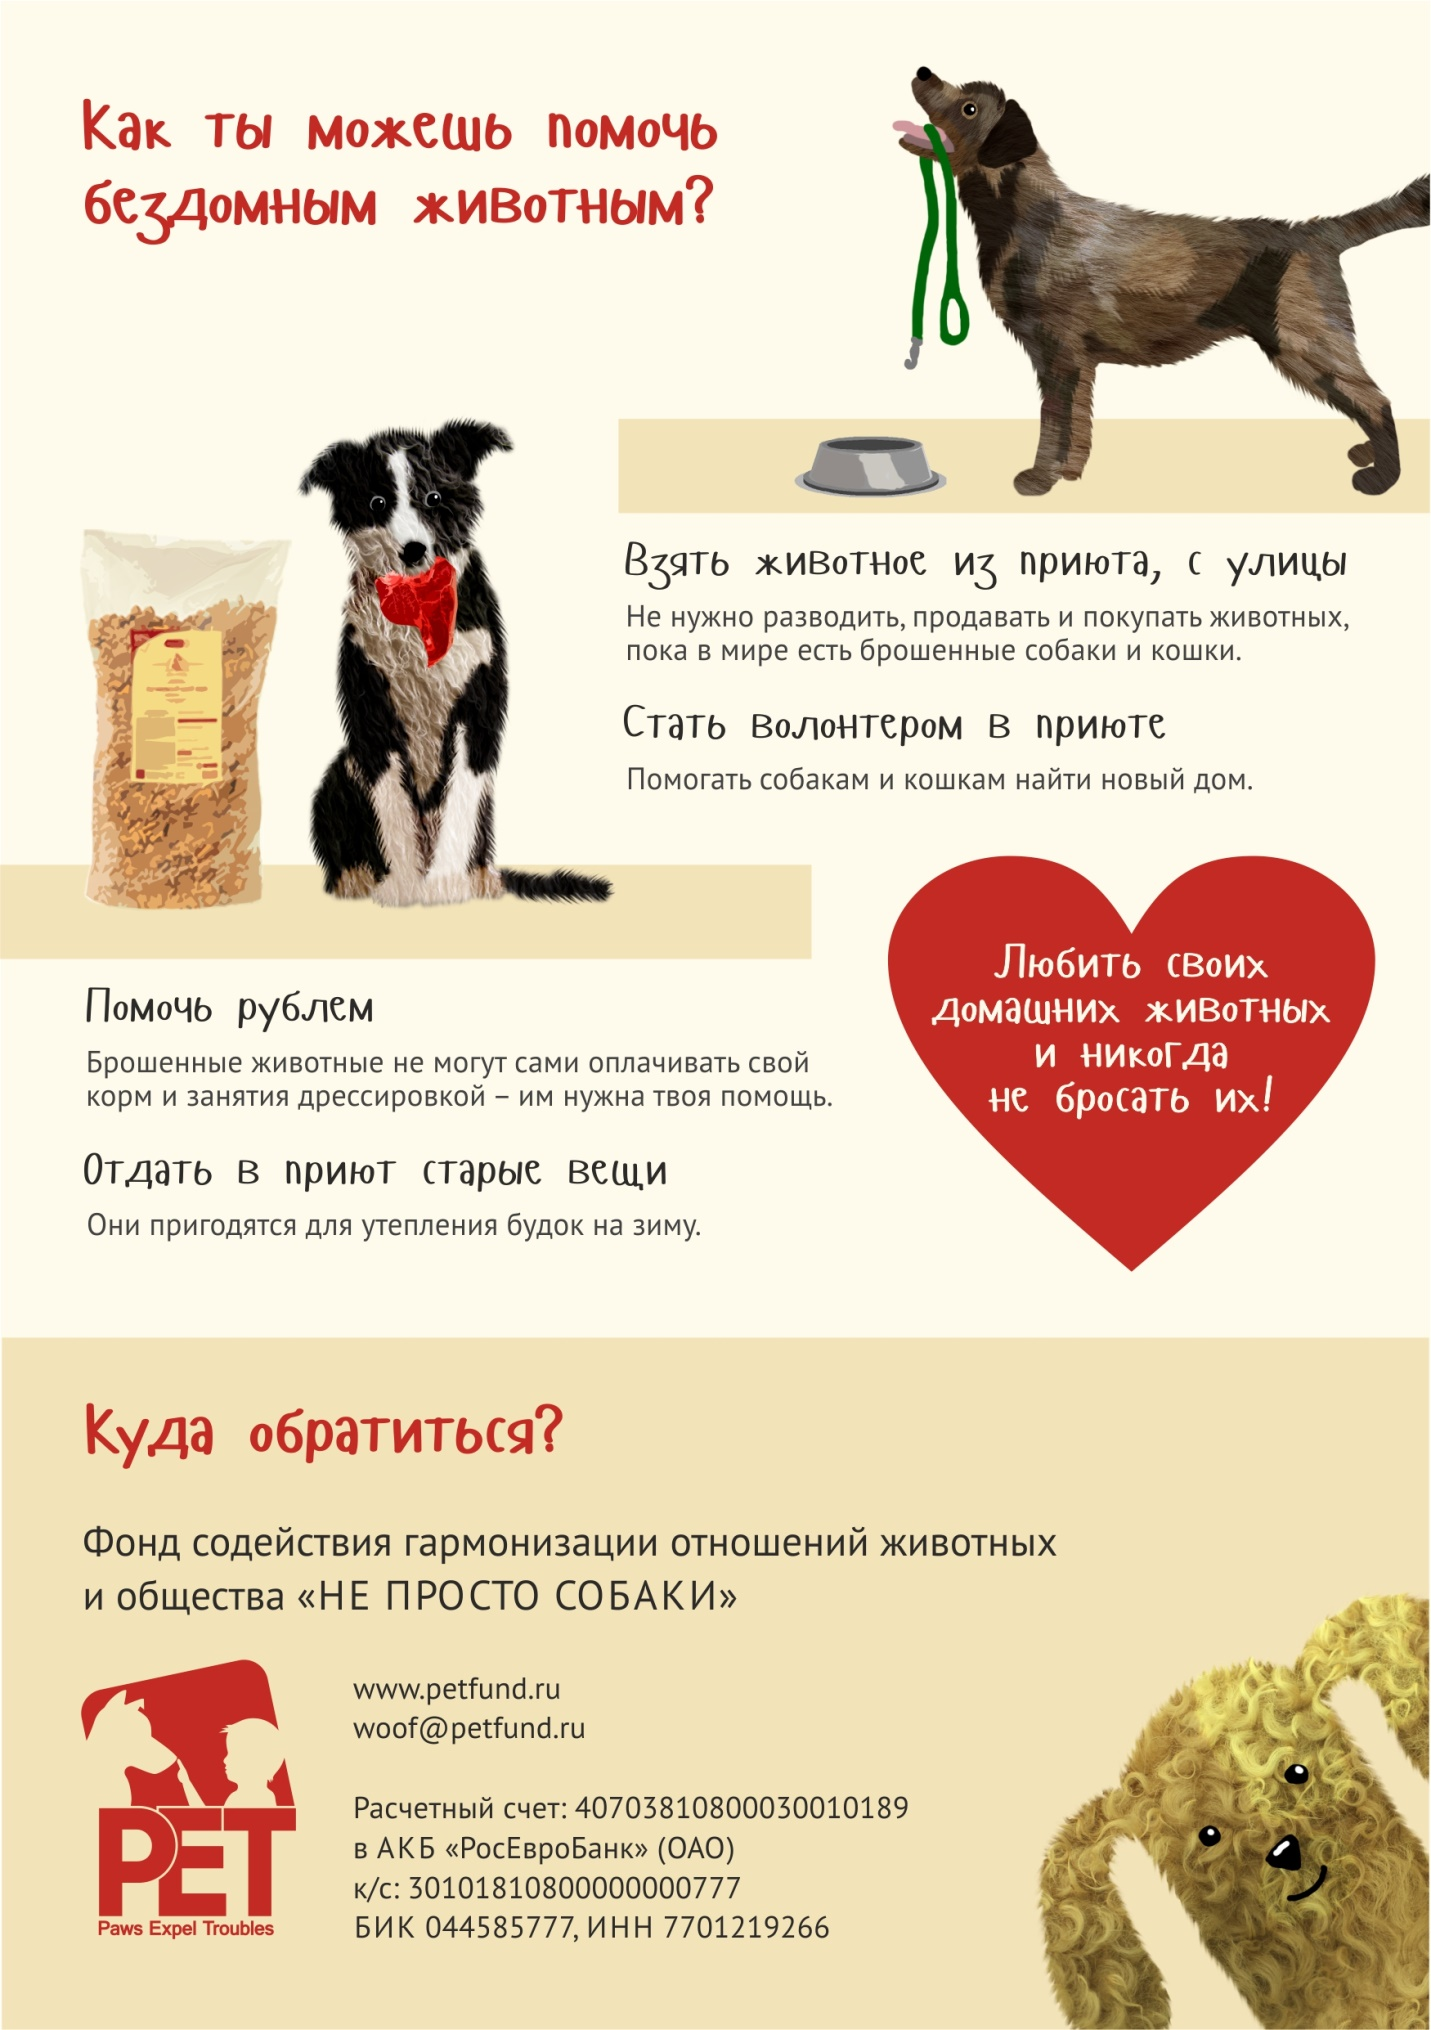 Как ты можешь помочь
бездомным животным?
Взять животное из приюта, с улицы
Не нужно разводить, продавать и покупать животных,
пока в мире есть брошенные собаки и кошки.
Стать волонтером в приюте
Помогать собакам и кошкам найти новый дом.
Помочь рублем
Брошенные животные не могут сами оплачивать свой
корм и занятия дрессировкой – им нужна твоя помощь.
Отдать в приют старые вещи
Они пригодятся для утепления будок на зиму.
Любить своих
домашних животных
и никогда
не бросать их!
Куда обратиться?
Фонд содействия гармонизации отношений животных
и общества «НЕ ПРОСТО СОБАКИ»
PET
Paws Expel Troubles
www.petfund.ru
woof@petfund.ru
Расчетный счет: 40703810800030010189
в АКБ «РосЕвроБанк» (ОАО)
к/с: 30101810800000000777
БИК 044585777, ИНН 7701219266